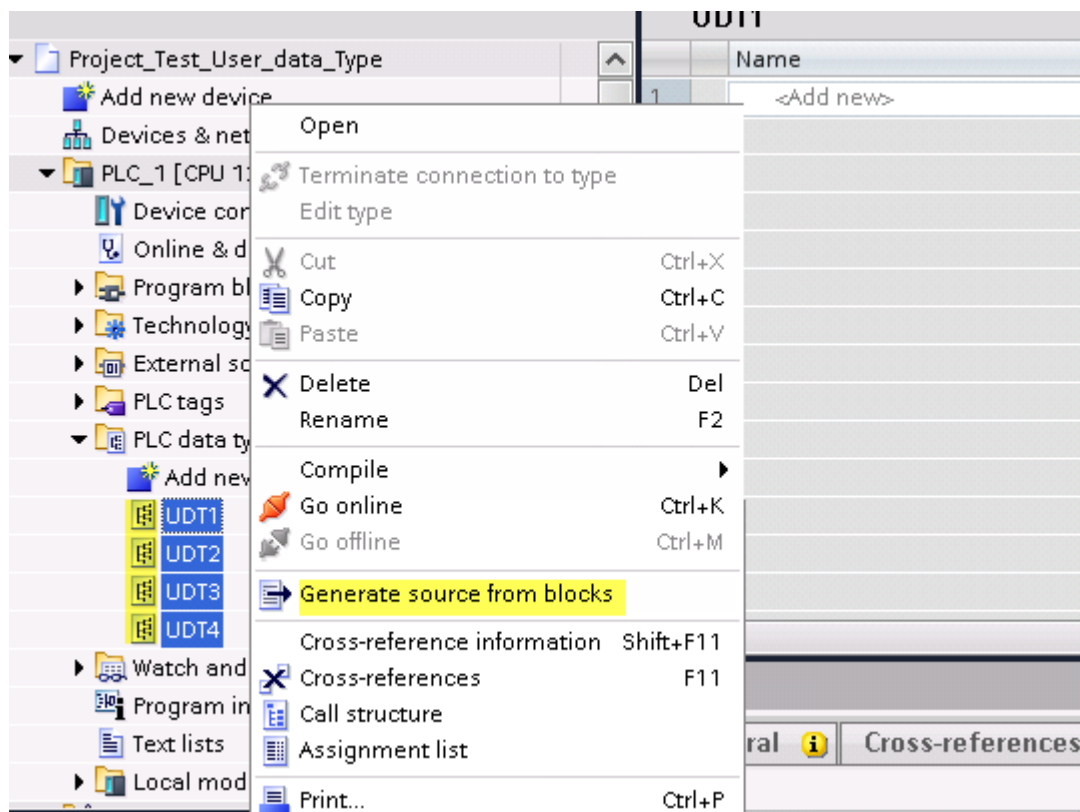 UDT1
Project_Test_User_data_Type
Name
Add new device
1
<Add new>
Devices & net
PLC_1 [CPU 1
Device con
Online & d
Program bl
Technology
External so
PLC tags
PLC data ty
Add new
UDT1
UDT2
UDT3
UDT4
Watch and
Program in
Text lists
Local mod
Open
Terminate connection to type
Edit type
Cut Ctrl+X
Copy Ctrl+C
Paste Ctrl+V
Delete Del
Rename F2
Compile
Go online Ctrl+K
Go offline Ctrl+M
Generate source from blocks
Cross-reference information Shift+F11
Cross-references F11
Call structure
Assignment list
Print... Ctrl+P
ral
Cross-references